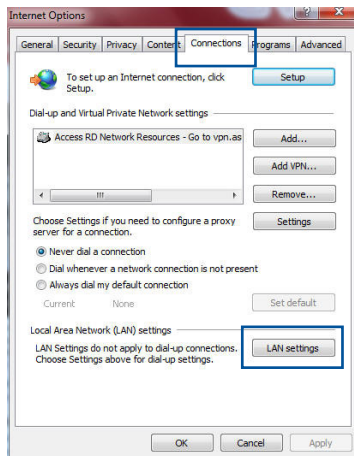 Internet Options
General Security Privacy Content Connections Programs Advanced
To set up an Internet connection, click
Setup.
Setup
Dial-up and Virtual Private Network settings
Access RD Network Resources - Go to vpn.as
Add...
Add VPN...
Remove...
Choose Settings if you need to configure a proxy
server for a connection.
Settings
Never dial a connection
Dial whenever a network connection is not present
Always dial my default connection
Current None
Set default
Local Area Network (LAN) settings
LAN Settings do not apply to dial-up connections.
Choose Settings above for dial-up settings.
LAN settings
OK Cancel Apply